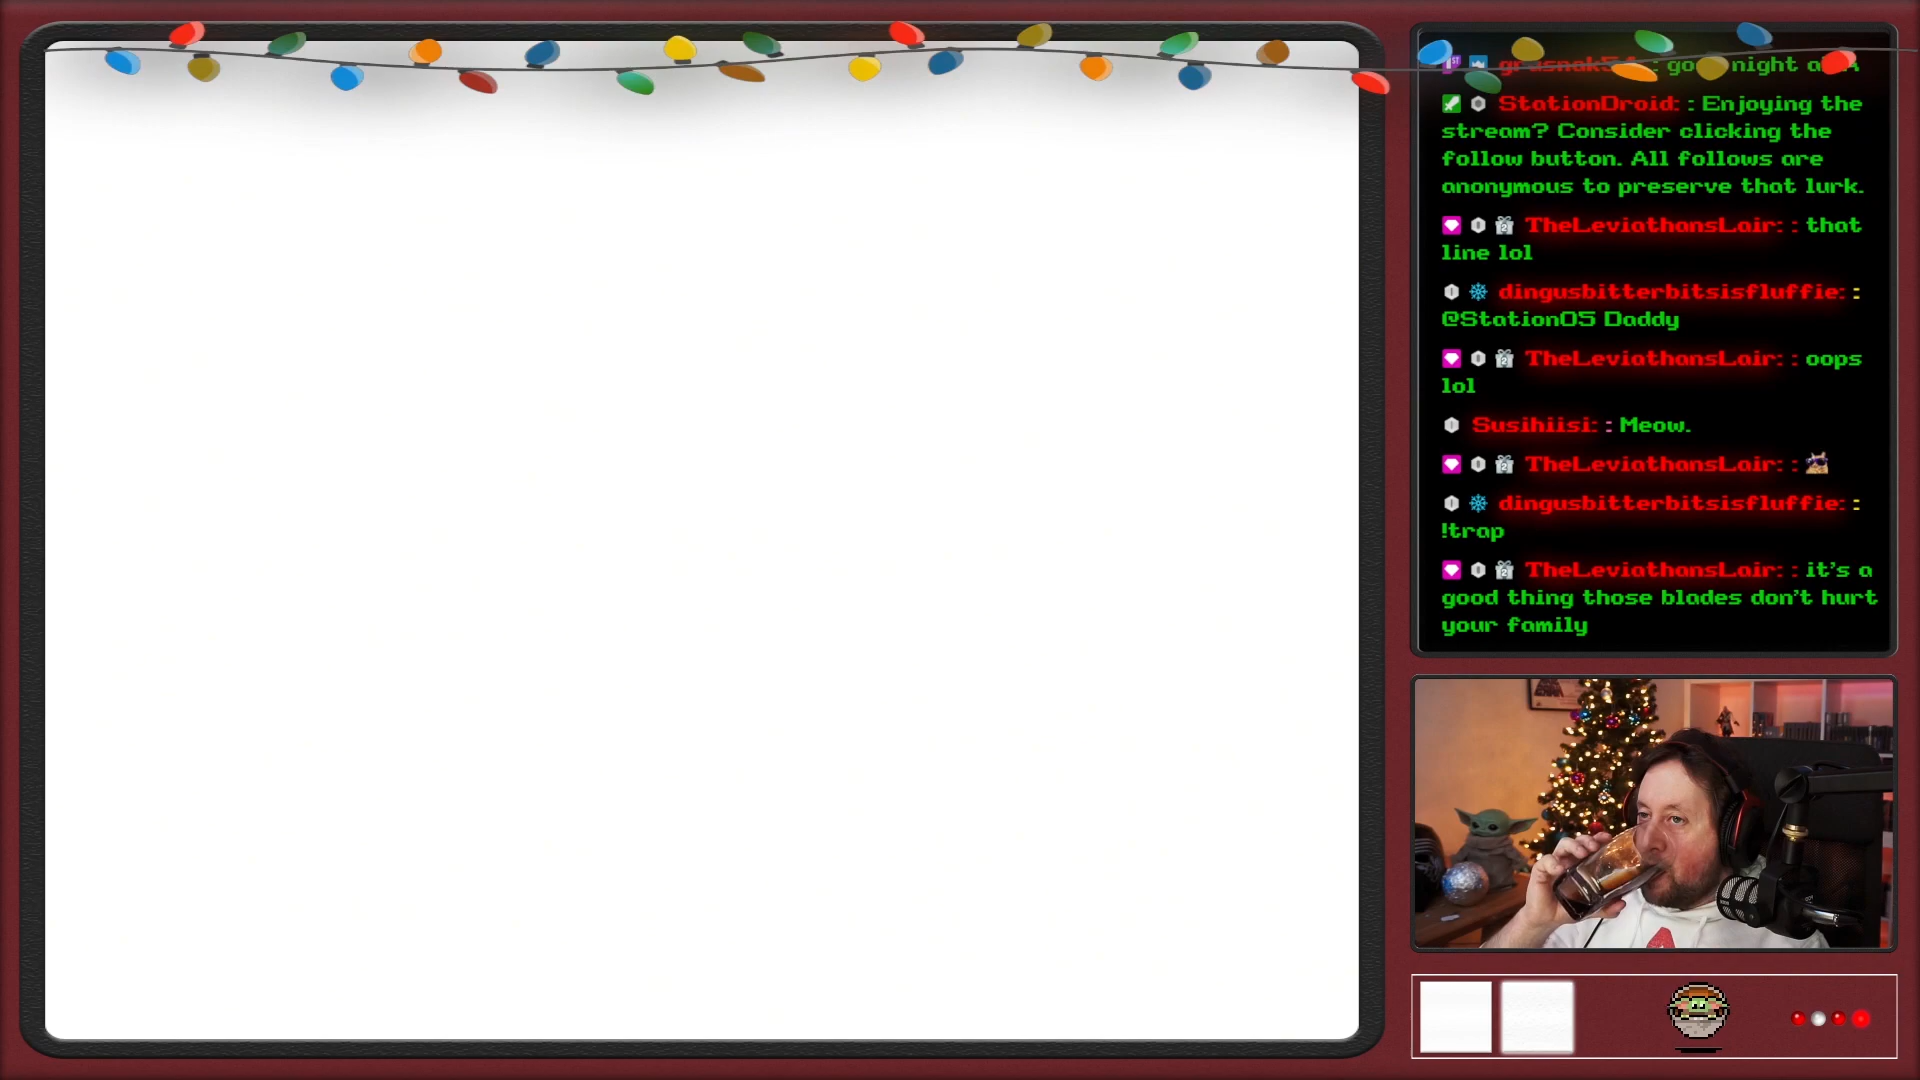 night
StationDroid: : Enjoying the
stream? Consider clicking the
follow button. All follows are
anonymous to preserve that lurk.
TheLeviathansLair: : that
line lol
dingusbitterbitsisfluffie: :
@Station05 Daddy
TheLeviathansLair: : oops
lol
Susihiisi: : Meow.
TheLeviathansLair: :
dingusbitterbitsisfluffie: :
!trap
TheLeviathansLair: : it's a
good thing those blades don't hurt
your family